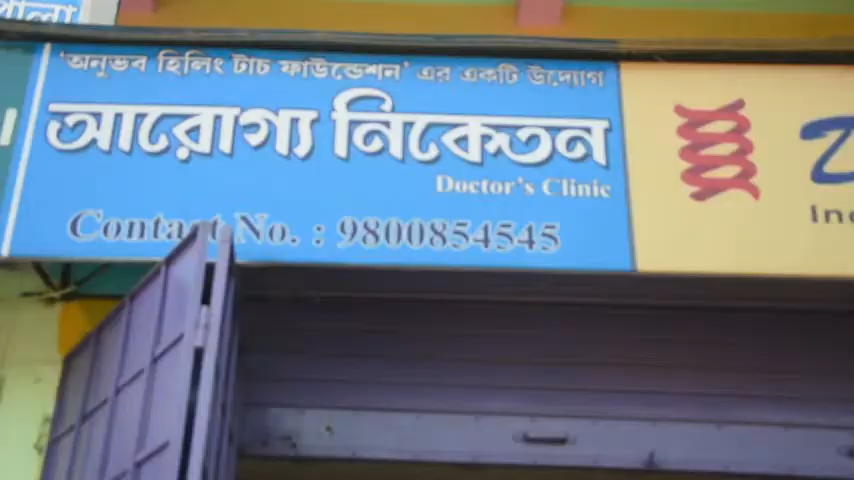 'অনুভব হিলিং টাচ ফাউন্ডেশন' এর একটি উদ্যোগ
আরোগ্য নিকেতন
Doctor's Clinic
Contact No. : 9800854545